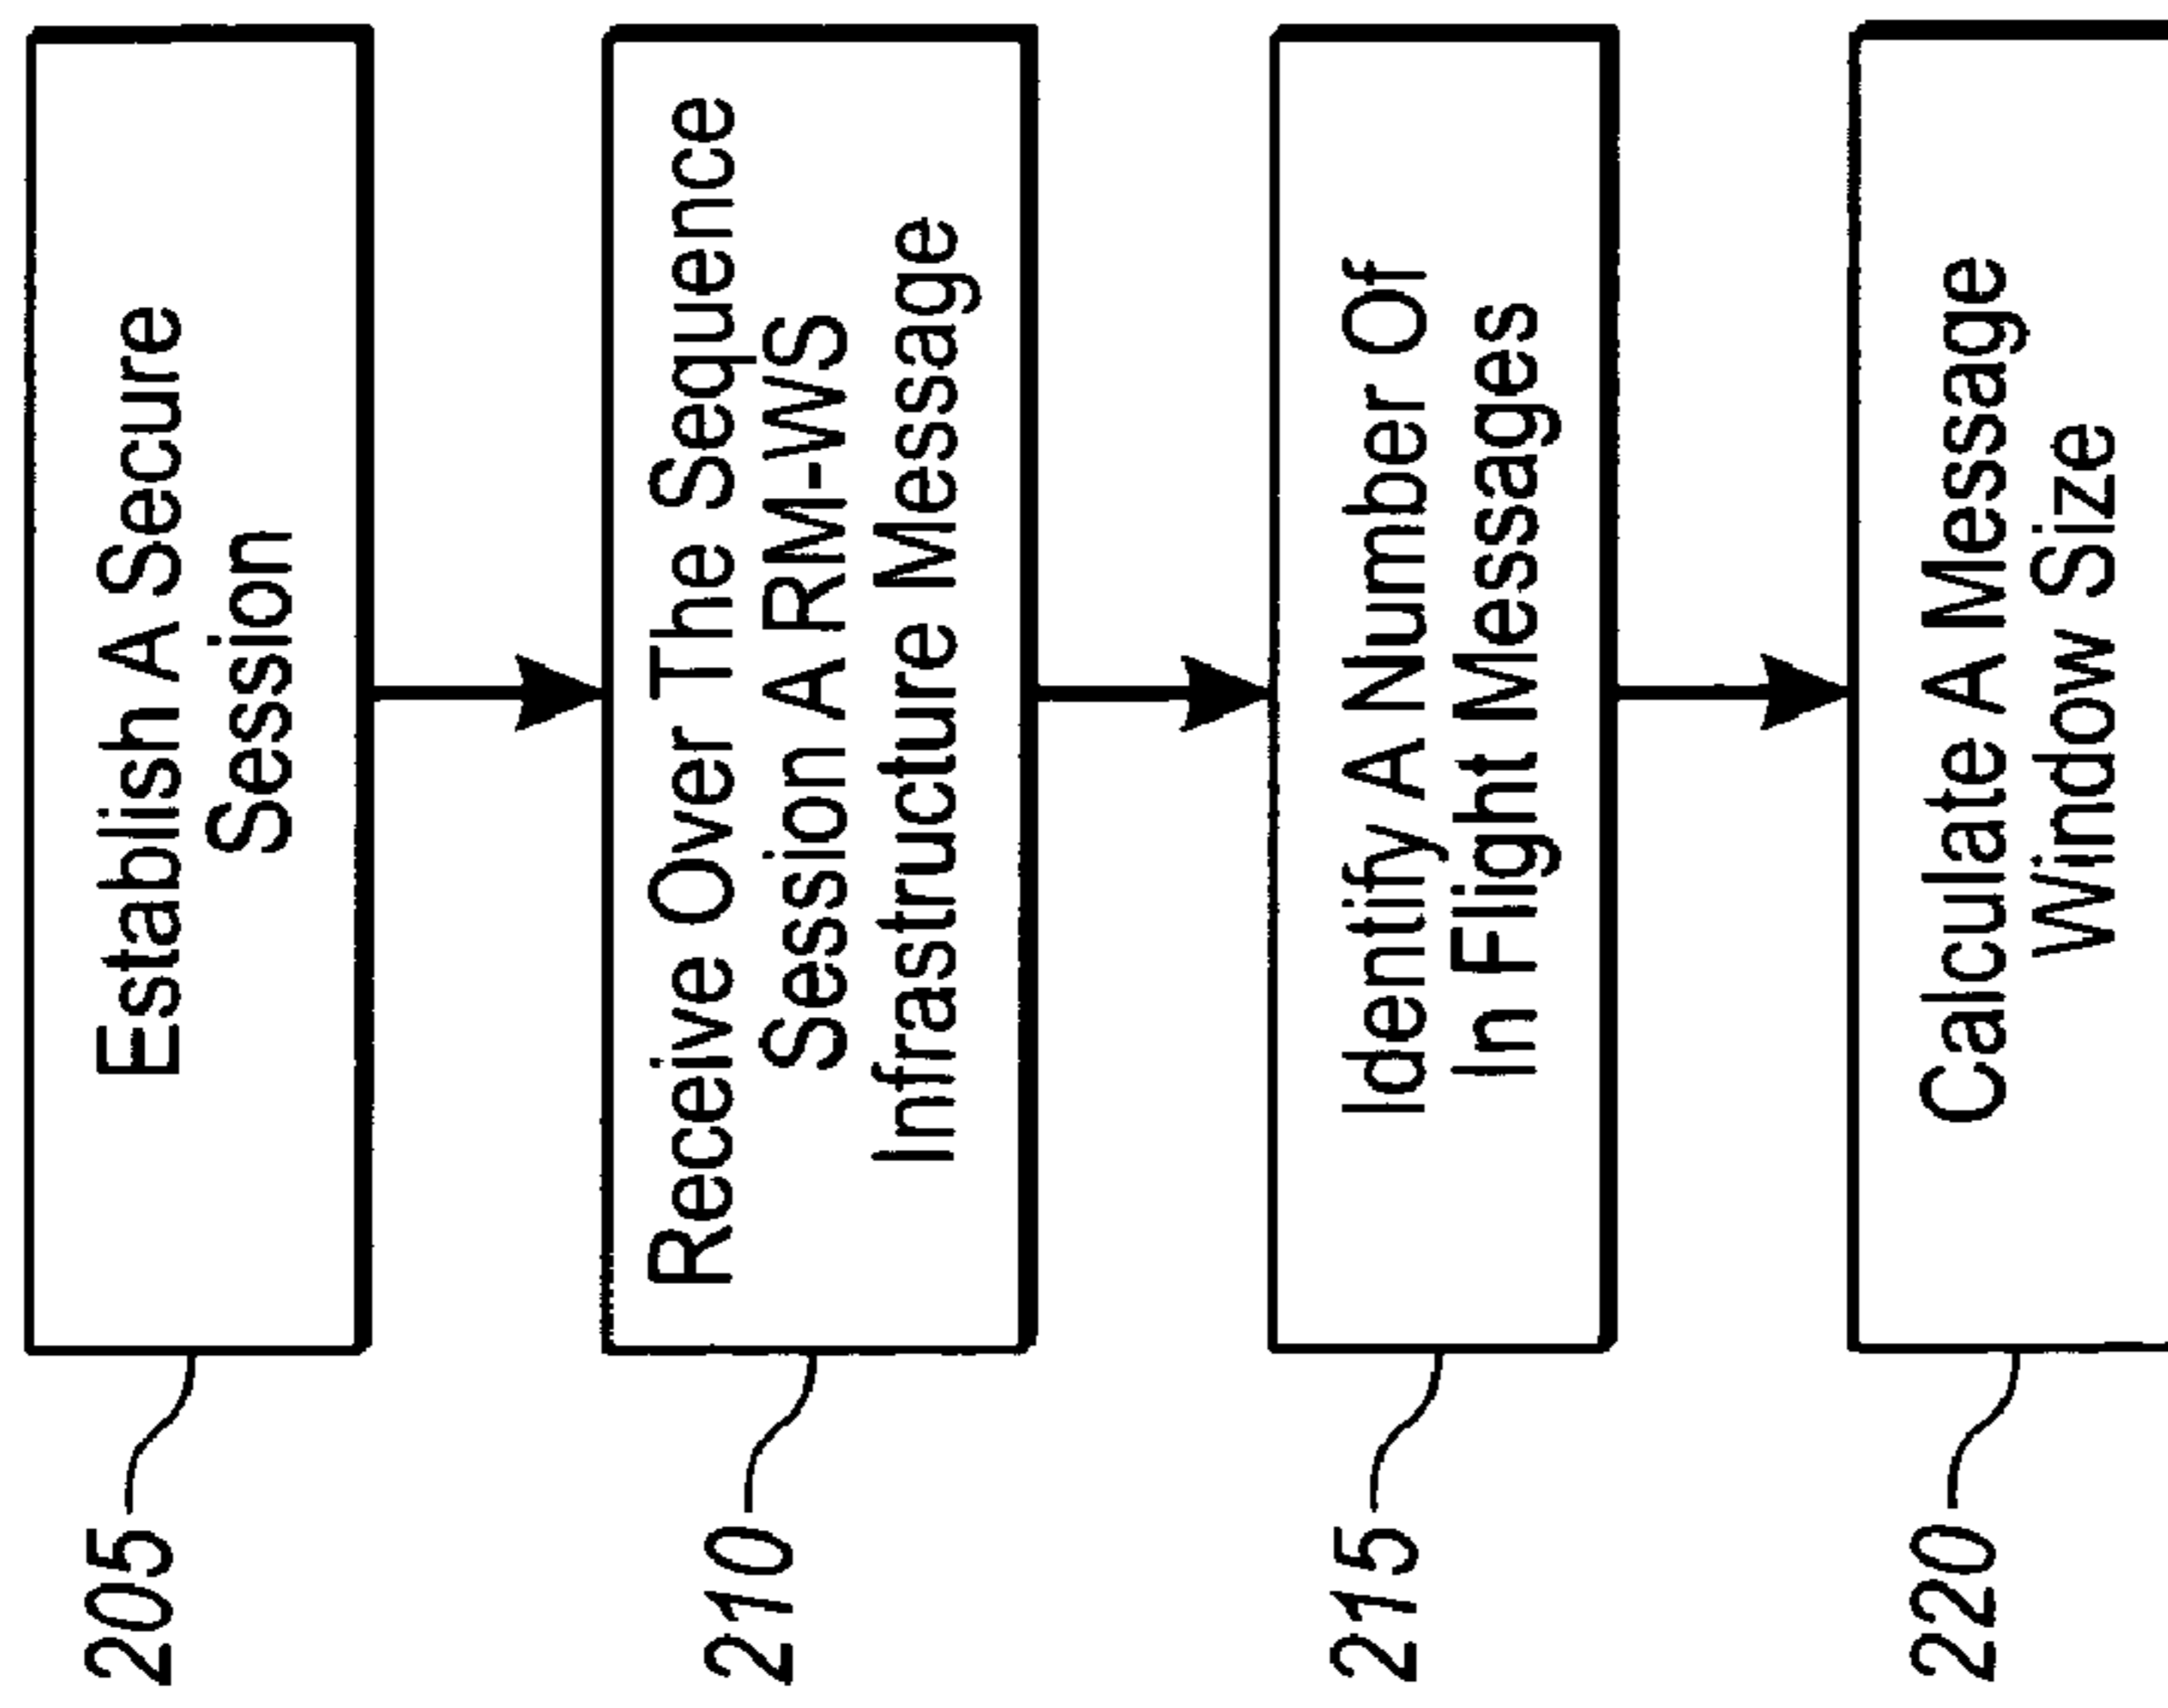 205
Establish A Secure
Session
210
Receive Over The Sequence
Session A RM-WS
Infrastructure Message
215
Identify A Number Of
In Flight Messages
220
Calculate A Message
Window Size